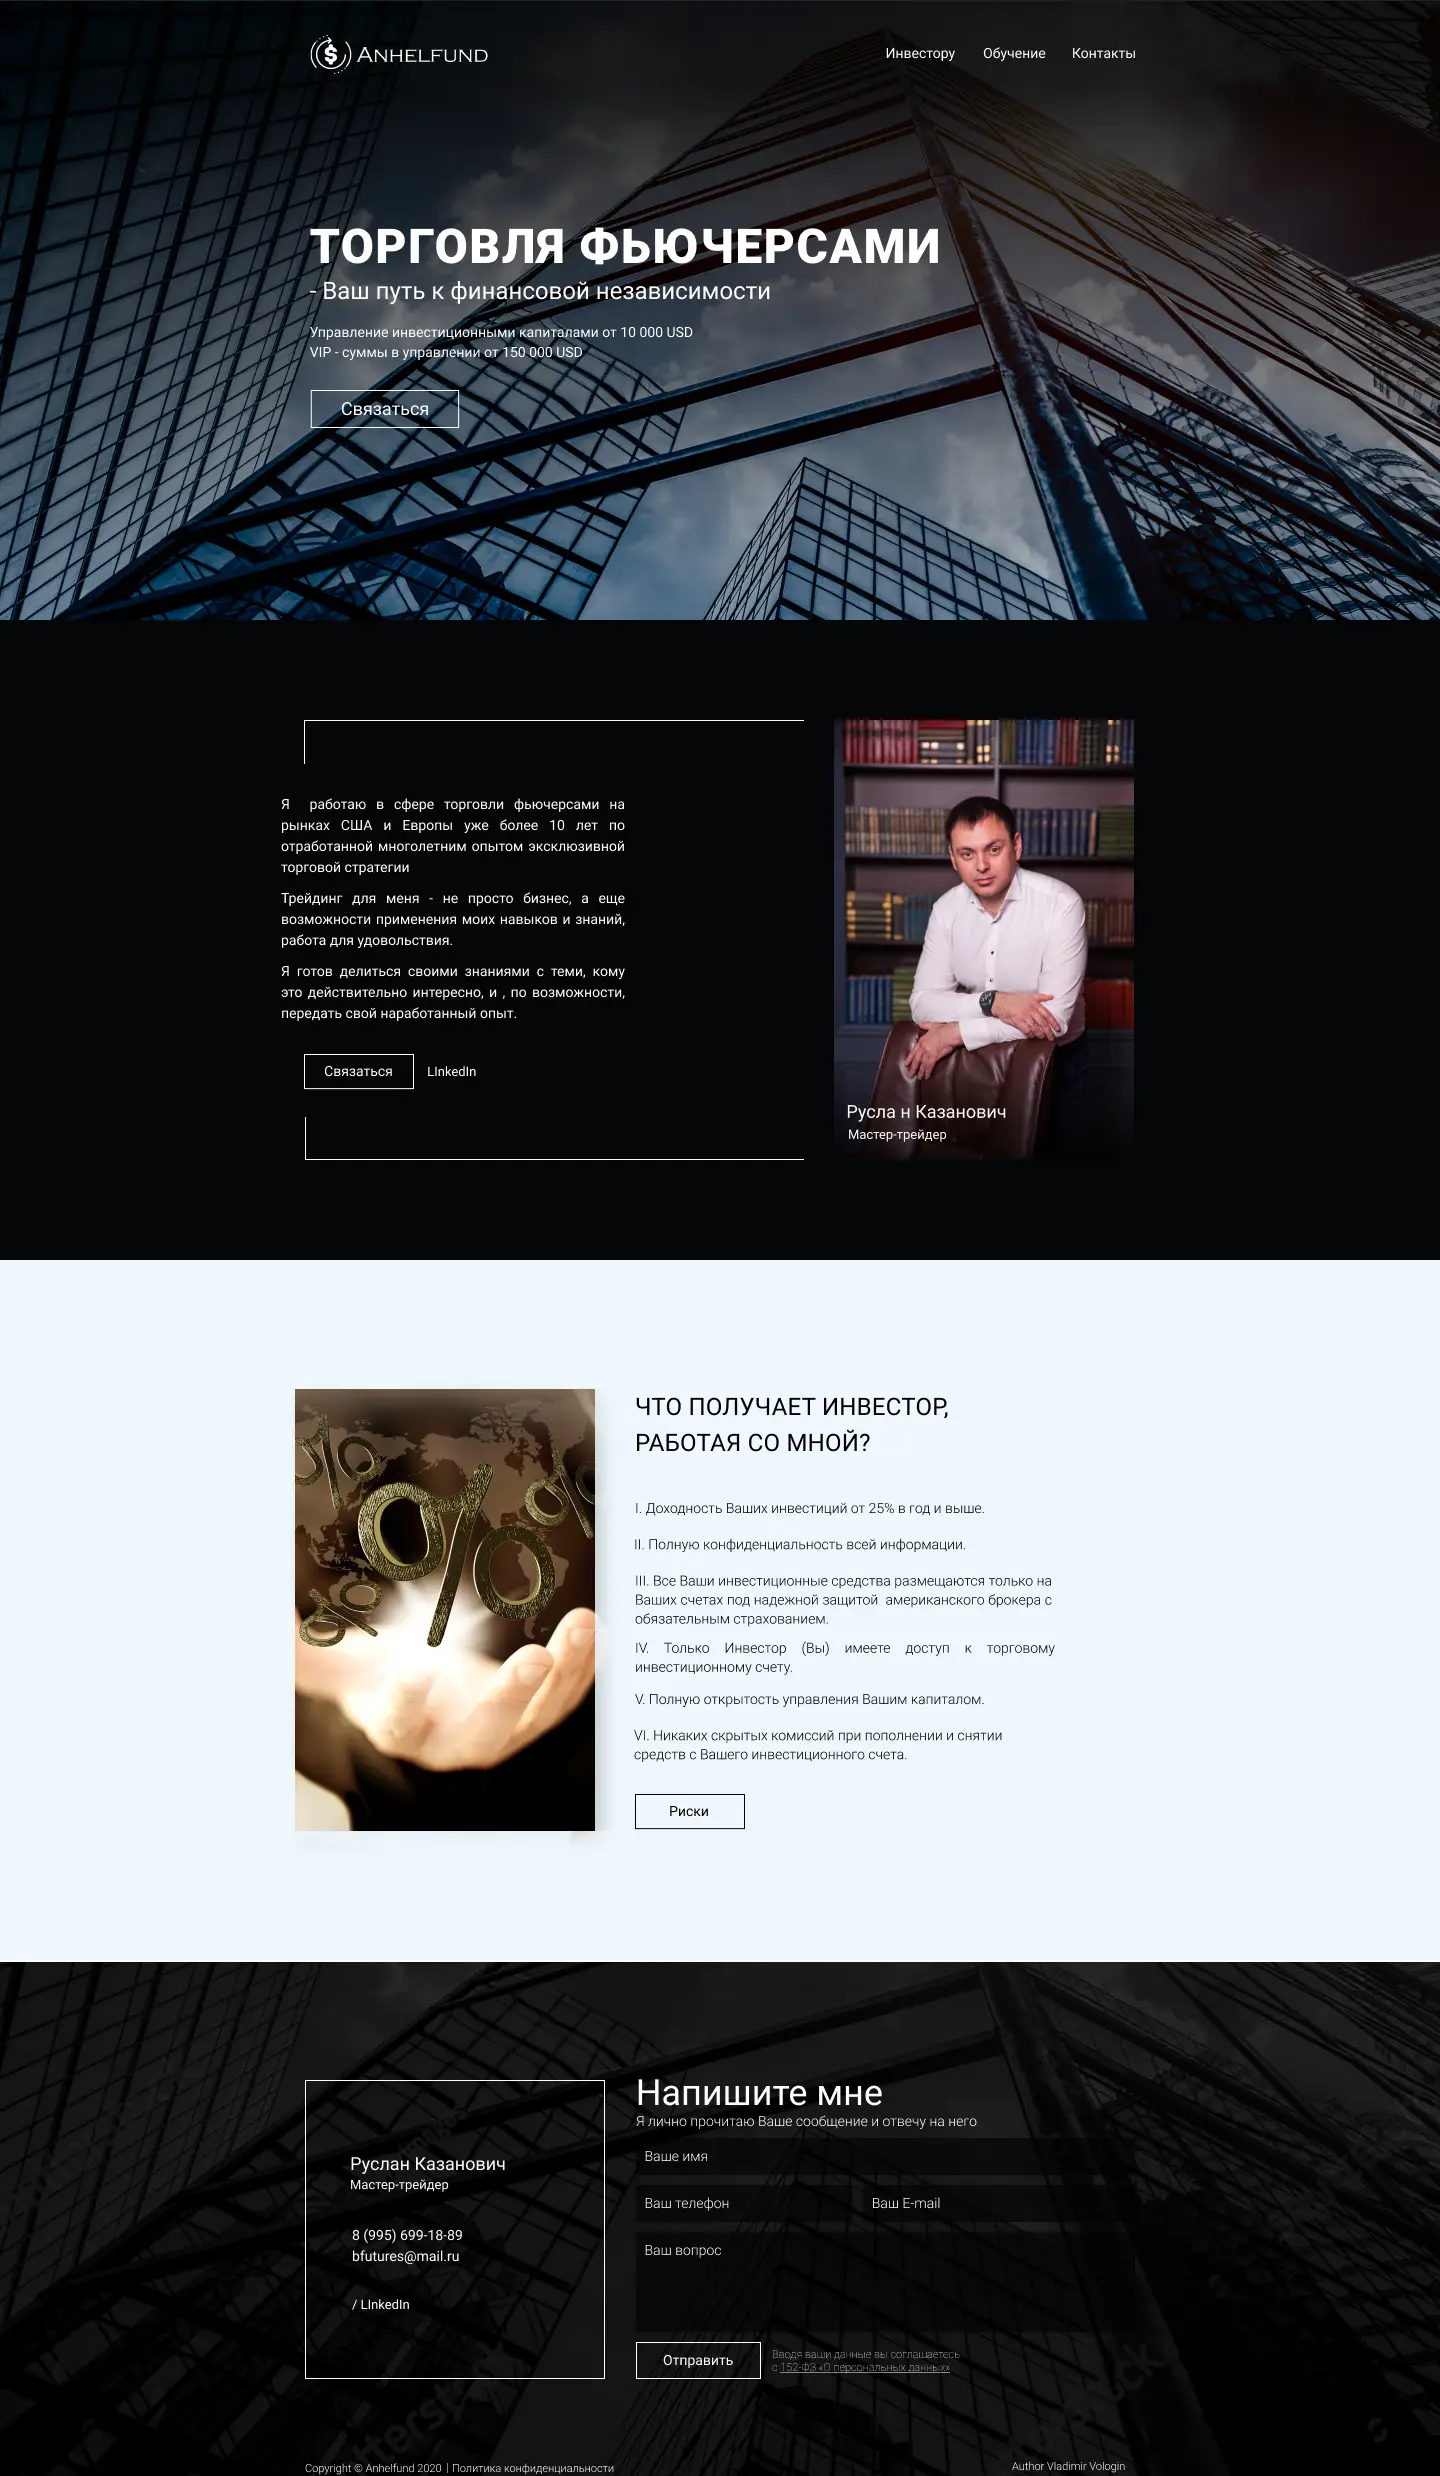 ANHELFUND
Инвестору Обучение Контакты
ТОРГОВЛЯ ФЬЮЧЕРСАМИ
- Ваш путь к финансовой независимости
Управление инвестиционными капиталами от 10 000 USD
VIP - суммы в управлении от 150 000 USD
Связаться
Я работаю в сфере торговли фьючерсами на
рынках США и Европы уже более 10 лет по
отработанной многолетним опытом эксклюзивной
торговой стратегии
Трейдинг для меня - не просто бизнес, а еще
возможности применения моих навыков и знаний,
работа для удовольствия.
Я готов делиться своими знаниями с теми, кому
это действительно интересно, и , по возможности,
передать свой наработанный опыт.
Связаться LInkedIn
Русла н Казанович
Мастер-трейдер
ЧТО ПОЛУЧАЕТ ИНВЕСТОР,
РАБОТАЯ СО МНОЙ?
I. Доходность Ваших инвестиций от 25% в год и выше.
II. Полную конфиденциальность всей информации.
III. Все Ваши инвестиционные средства размещаются только на
Ваших счетах под надежной защитой американского брокера с
обязательным страхованием.
IV. Только Инвестор (Вы) имеете доступ к торговому
инвестиционному счету.
V. Полную открытость управления Вашим капиталом.
VI. Никаких скрытых комиссий при пополнении и снятии
средств с Вашего инвестиционного счета.
Риски
Руслан Казанович
Мастер-трейдер
8 (995) 699-18-89
bfutures@mail.ru
/ LInkedIn
Напишите мне
Я лично прочитаю Ваше сообщение и отвечу на него
Ваше имя
Ваш телефон Ваш E-mail
Ваш вопрос
Отправить
Вводя ваши данные вы соглашаетесь
с 152-ФЗ «О персональных данных»
Copyright © Anhelfund 2020 | Политика конфиденциальности
Author Vladimir Vologin